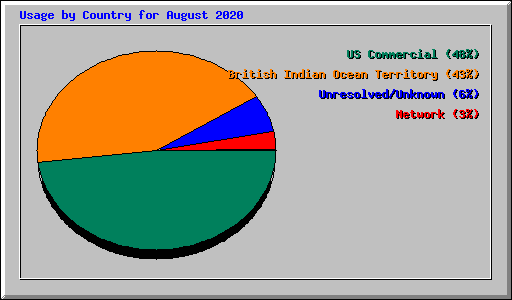 Usage by Country for August 2020
US Commercial (48%)
British Indian Ocean Territory (43%)
Unresolved/Unknown (6%)
Network (3%)